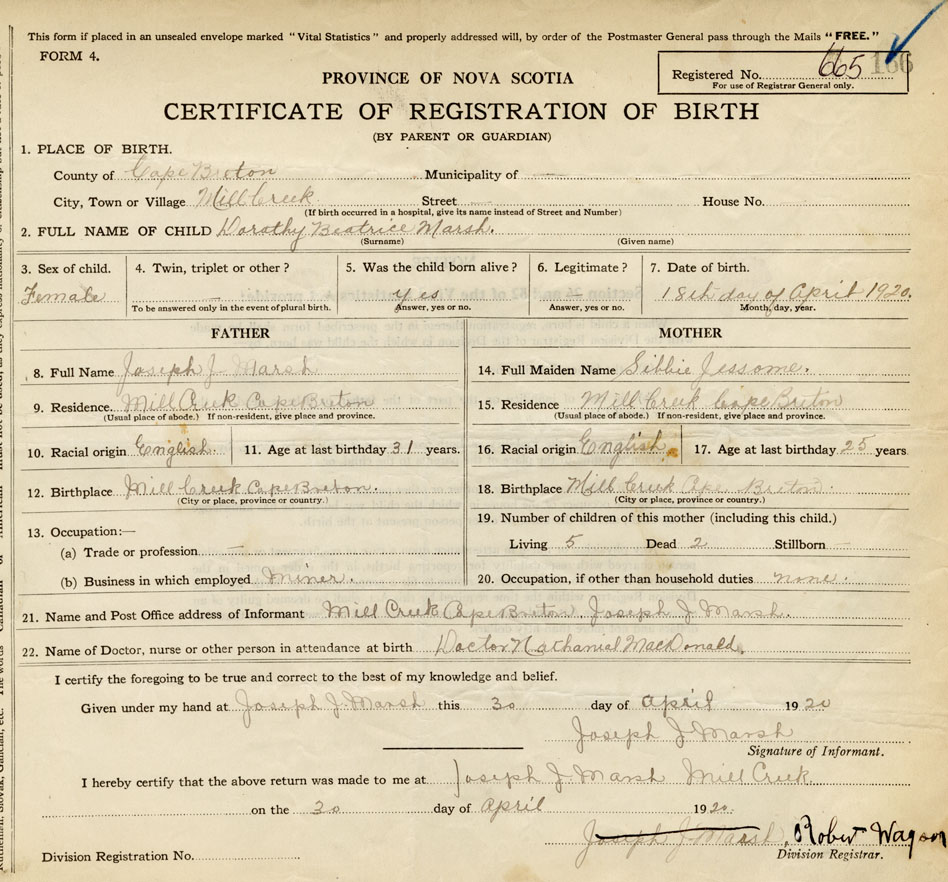 This form if placed in an unsealed envelope marked "Vital Statistics" and properly addressed will, by order of the Postmaster General pass through the Mails "FREE."
FORM 4.
Registered No. 665 166
For use of Registrar General only.
PROVINCE OF NOVA SCOTIA
CERTIFICATE OF REGISTRATION OF BIRTH
(BY PARENT OR GUARDIAN)
1. PLACE OF BIRTH.
County of Cape Breton Municipality of —
City, Town or Village Mill Creek Street — House No.
(If birth occurred in a hospital, give its name instead of Street and Number)
2. FULL NAME OF CHILD Dorathy Beatrice Marsh.
(Surname) (Given name)
3. Sex of child. 4. Twin, triplet or other? 5. Was the child born alive? 6. Legitimate? 7. Date of birth.
Female — yes 18th day of April 1920.
To be answered only in the event of plural birth. Answer, yes or no. Answer, yes or no. Month, day, year.
FATHER MOTHER
8. Full Name Joseph J Marsh 14. Full Maiden Name Sibbie Jessome.
9. Residence. Mill Creek Cape Breton 15. Residence Mill Creek Cape Briton
(Usual place of abode.) If non-resident, give place and province. (Usual place of abode.) If non-resident, give place and province.
10. Racial origin English 11. Age at last birthday 31 years. 16. Racial origin English 17. Age at last birthday 25 years
12. Birthplace Mill Creek Cape Breton. 18. Birthplace Mill Creek Cape Briton.
(City or place, province or country.) (City or place, province or country.)
13. Occupation:— 19. Number of children of this mother (including this child.)
(a) Trade or profession — Living 5 Dead 2 Stillborn —
(b) Business in which employed miner. 20. Occupation, if other than household duties none.
21. Name and Post Office address of Informant Mill Creek Cape Breton. Joseph J Marsh.
22. Name of Doctor, nurse or other person in attendance at birth Doctor Nathaniel MacDonald.
I certify the foregoing to be true and correct to the best of my knowledge and belief.
Given under my hand at Joseph J. Marsh this 30 day of April 1920
Joseph J Marsh
Signature of Informant.
I hereby certify that the above return was made to me at Joseph J Marsh Mill Creek
on the 30 day of April 1920.
Joseph J Marsh, Robert Wagoon
Division Registration No. Division Registrar.